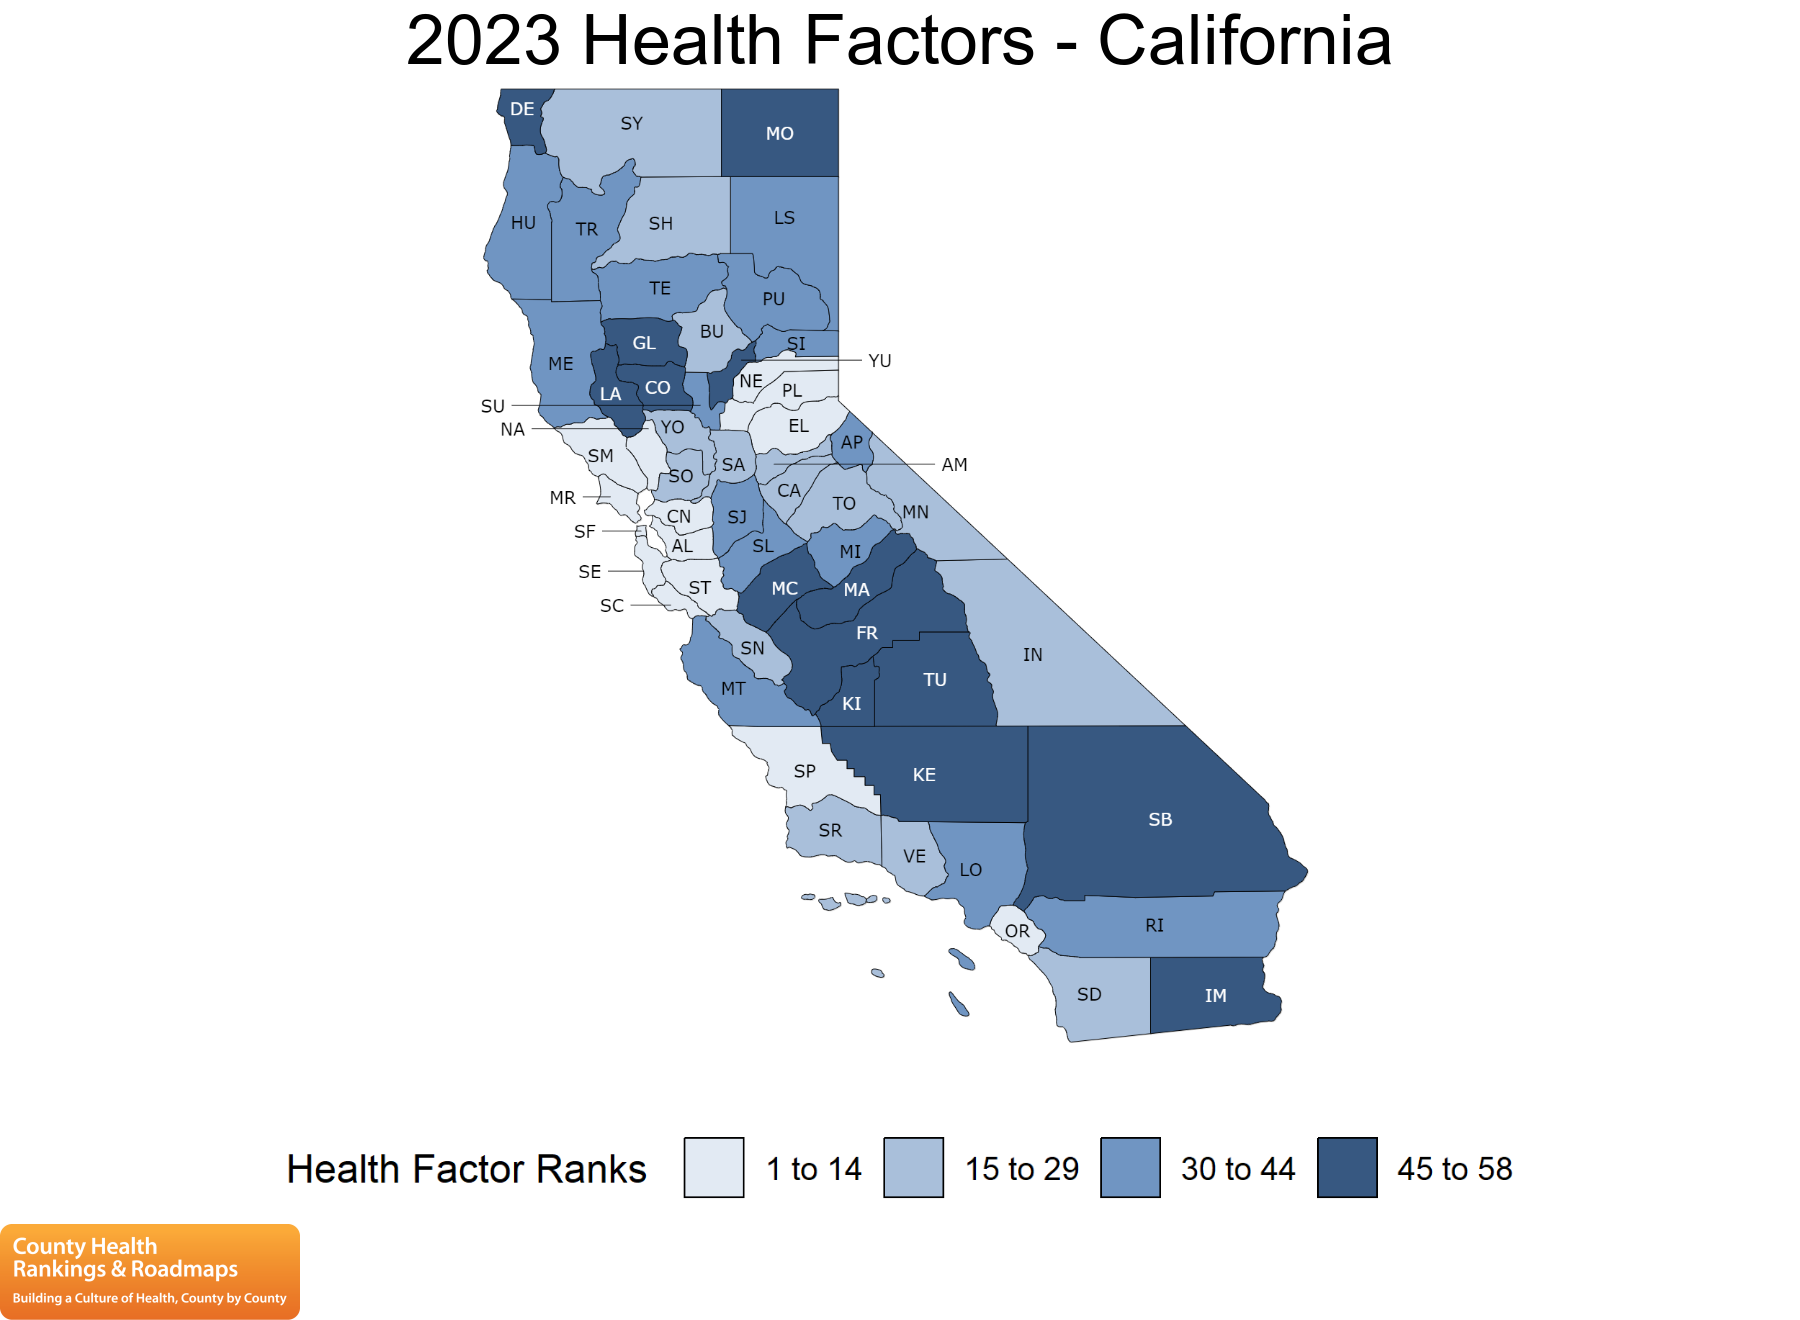 2023 Health Factors - California
DE
SY
MO
HU
TR
SH
LS
TE
PU
BU
GL
SI
ME
YU
LA
CO
NE
PL
SU
NA
YO
EL
AP
SM
SA
AM
SO
CA
MR
TO
MN
CN
SJ
SF
AL
SL
MI
SE
ST
MC
MA
SC
FR
SN
IN
MT
TU
KI
SP
KE
SB
SR
VE
LO
OR
RI
SD
IM
Health Factor Ranks 1 to 14 15 to 29 30 to 44 45 to 58
County Health
Rankings & Roadmaps
Building a Culture of Health, County by County